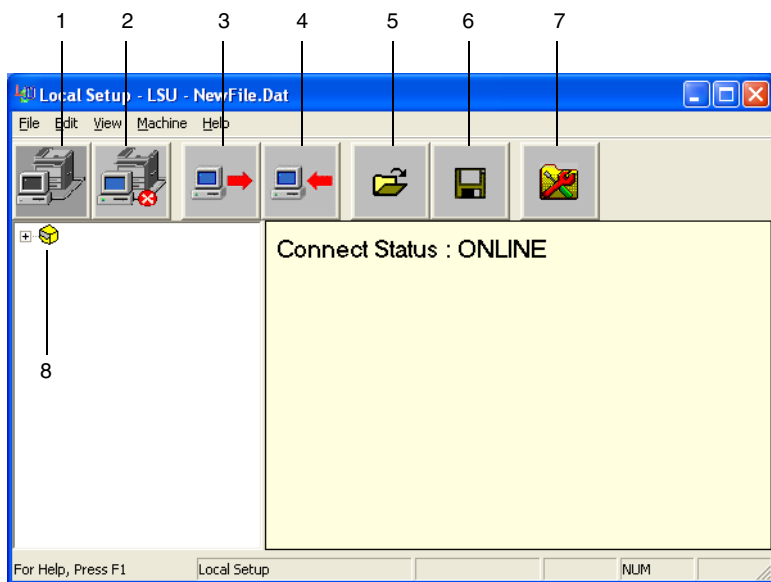 1 2 3 4 5 6 7
Local Setup - LSU - NewFile.Dat
File Edit View Machine Help
Connect Status : ONLINE
8
For Help, Press F1 Local Setup NUM